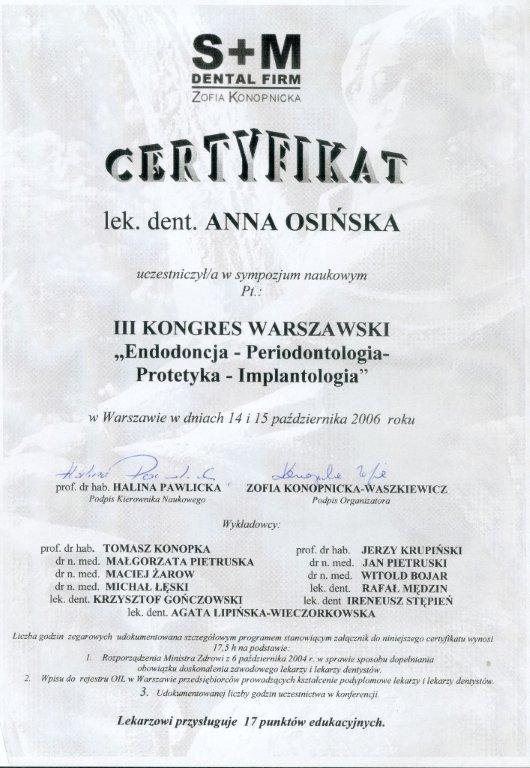 S+M
DENTAL FIRM
ZOFIA KONOPNICKA
CERTYFIKAT
lek. dent. ANNA OSIŃSKA
uczestniczył/a w sympozjum naukowym
Pt.:
III KONGRES WARSZAWSKI
„Endodoncja - Periodontologia-
Protetyka - Implantologia”
w Warszawie w dniach 14 i 15 października 2006 roku
prof. dr hab. HALINA PAWLICKA
Podpis Kierownika Naukowego
ZOFIA KONOPNICKA-WASZKIEWICZ
Podpis Organizatora
Wykładowcy:
prof. dr hab. TOMASZ KONOPKA
dr n. med. MAŁGORZATA PIETRUSKA
dr n. med. MACIEJ ŻAROW
dr n. med. MICHAŁ ŁĘSKI
lek. dent. KRZYSZTOF GOŃCZOWSKI
prof. dr hab. JERZY KRUPIŃSKI
dr n. med. JAN PIETRUSKI
dr n. med. WITOLD BOJAR
lek. dent. RAFAŁ MĘDZIN
lek. dent IRENEUSZ STĘPIEŃ
lek. dent. AGATA LIPIŃSKA-WIECZORKOWSKA
Liczba godzin zegarowych udokumentowana szczegółowym programem stanowiącym załącznik do niniejszego certyfikatu wynosi
17,5 h na podstawie:
1. Rozporządzenia Ministra Zdrowi z 6 października 2004 r. w sprawie sposobu dopełniania
obowiązku doskonalenia zawodowego lekarzy i lekarzy dentystów.
2. Wpisu do rejestru OIL w Warszawie przedsiębiorców prowadzących kształcenie podyplomowe lekarzy i lekarzy dentystów.
3. Udokumentowanej liczby godzin uczestnictwa w konferencji.
Lekarzowi przysługuje 17 punktów edukacyjnych.